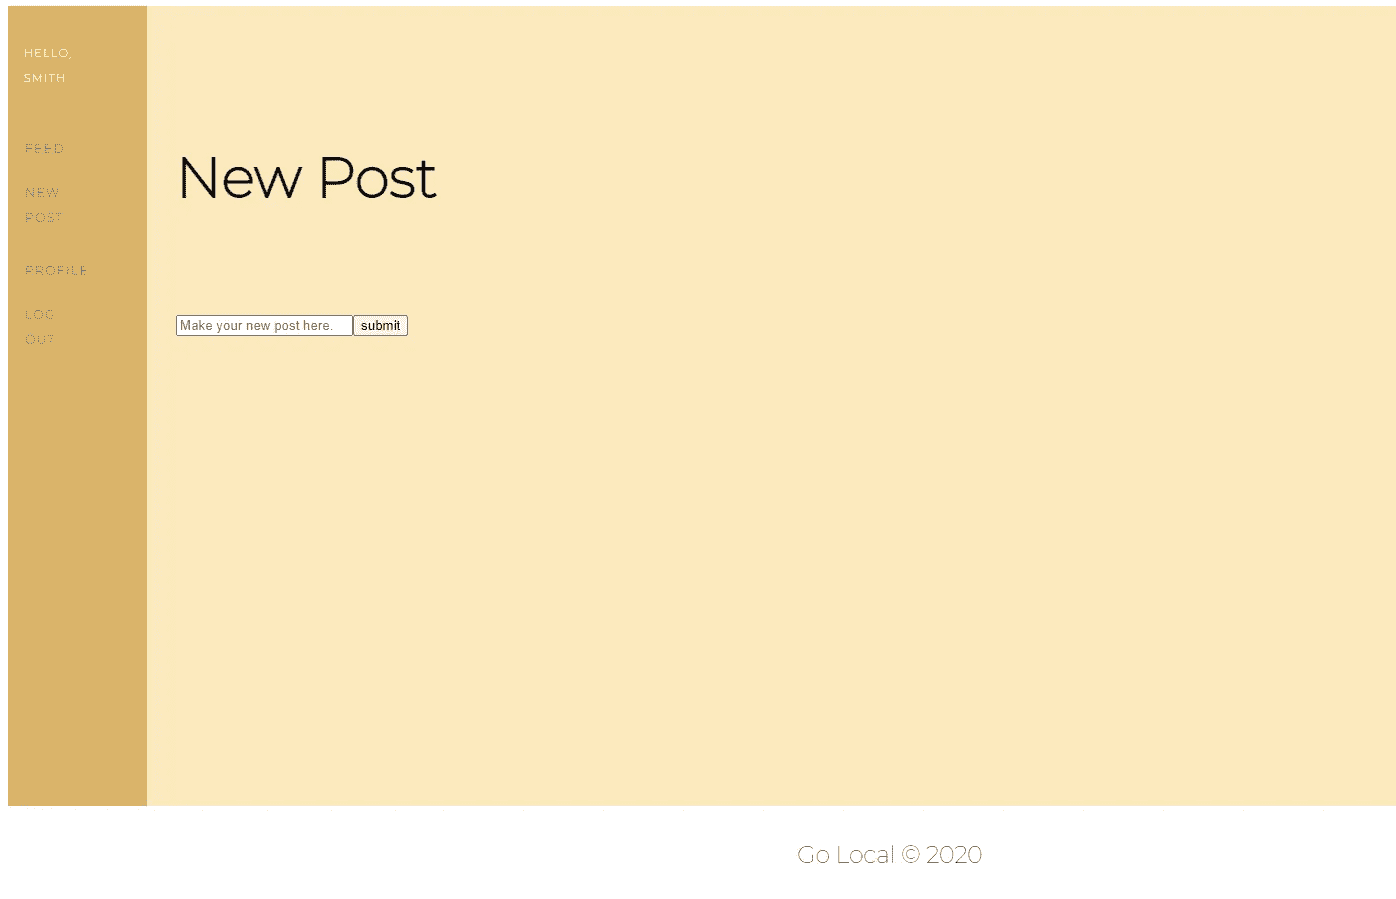 HELLO,
SMITH
FEED
NEW
POST
PROFILE
LOG
OUT
New Post
Make your new post here.
submit
Go Local © 2020